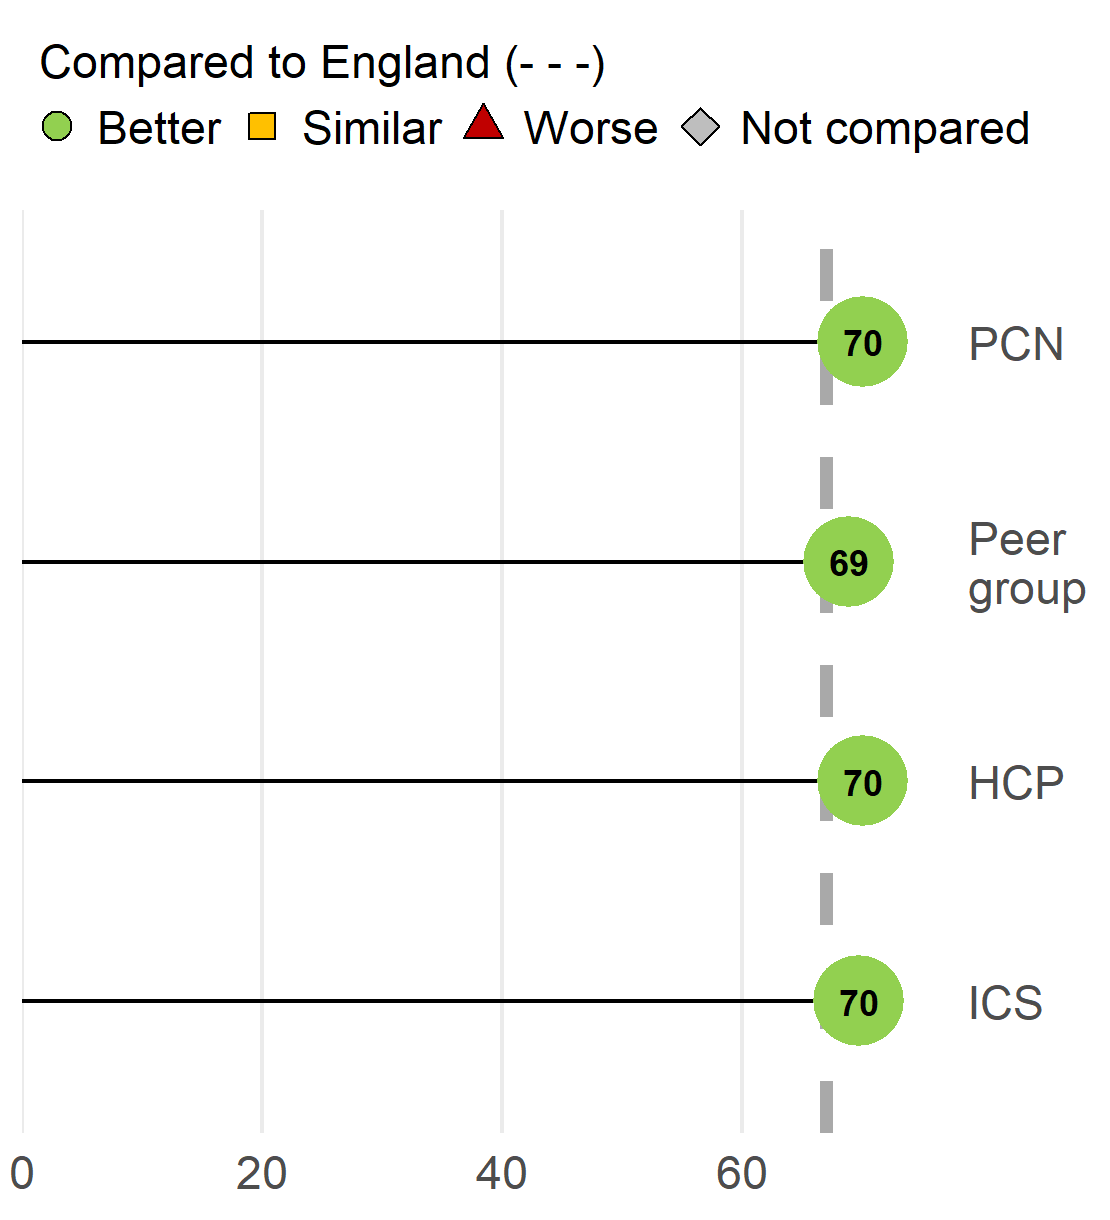 Compared to England (- - -)
Better Similar Worse Not compared
70 PCN
69 Peer
group
70 HCP
70 ICS
0 20 40 60